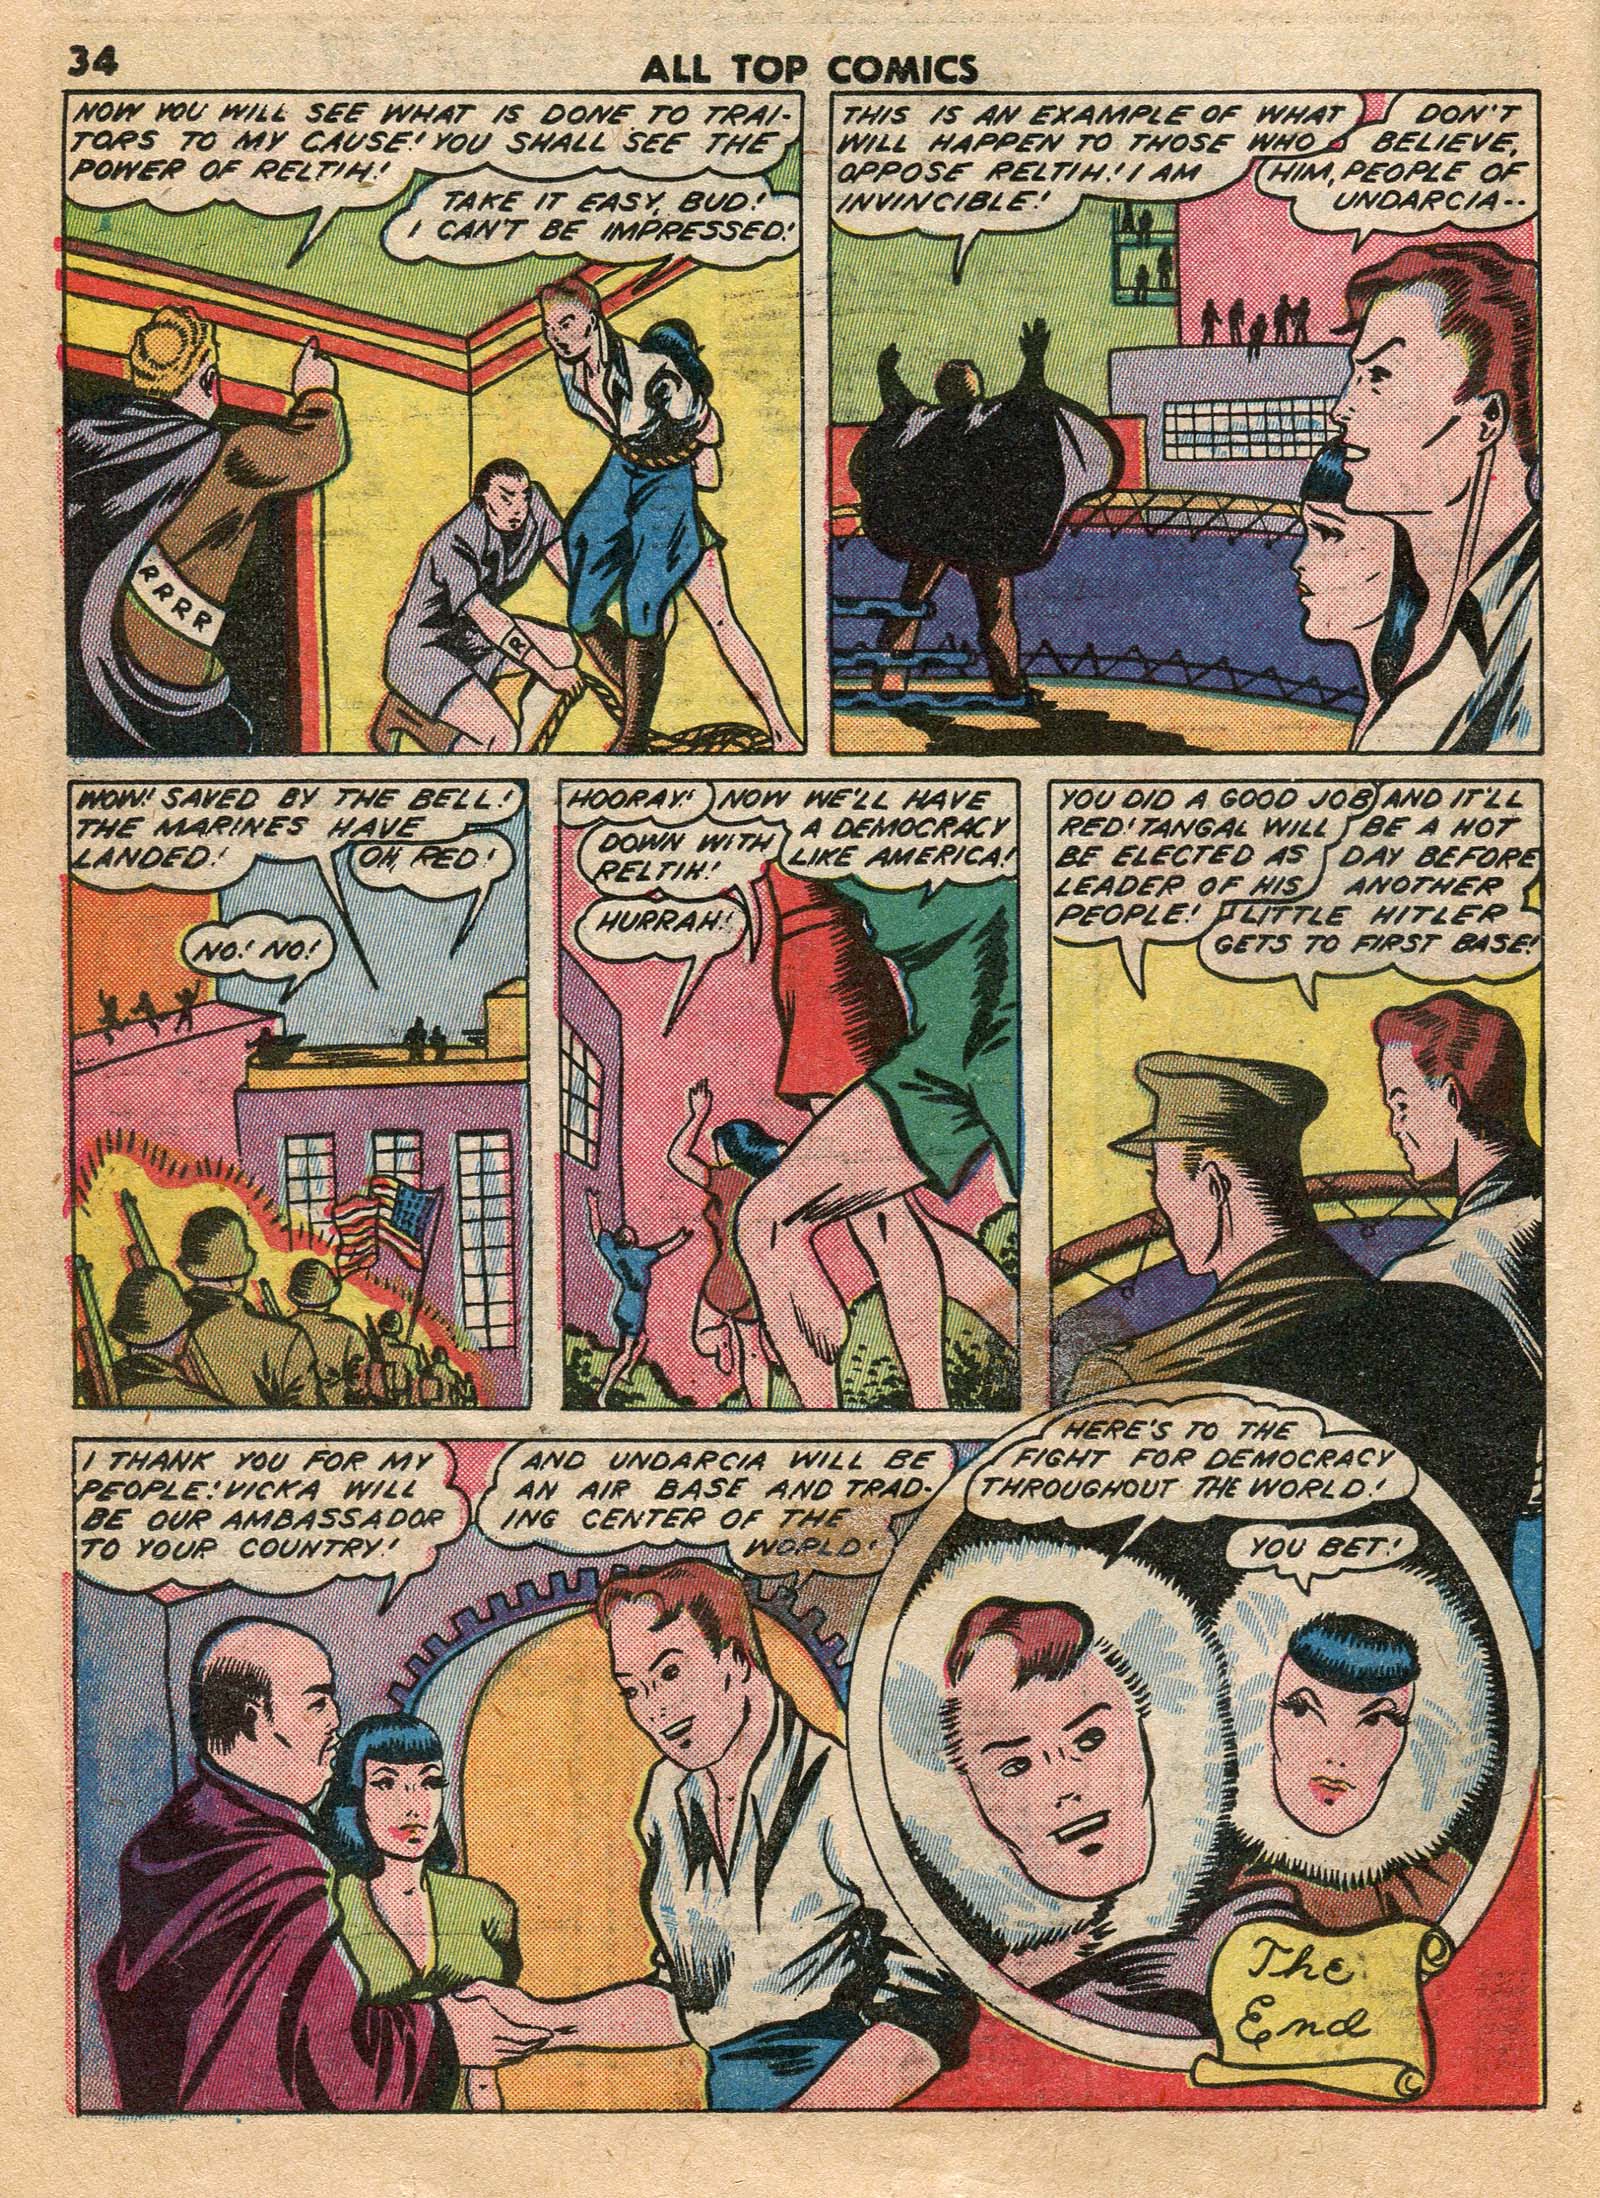 34
ALL TOP COMICS
NOW YOU WILL SEE WHAT IS DONE TO TRAI-
TORS TO MY CAUSE! YOU SHALL SEE THE
POWER OF RELTIH!
TAKE IT EASY, BUD!
I CAN'T BE IMPRESSED!
RRRR
R
THIS IS AN EXAMPLE OF WHAT
WILL HAPPEN TO THOSE WHO
OPPOSE RELTIH! I AM
INVINCIBLE!
DON'T
BELIEVE,
HIM, PEOPLE OF
UNDARCIA--
WOW! SAVED BY THE BELL!
THE MARINES HAVE
LANDED!
OH, RED!
NO! NO!
HOORAY!
DOWN WITH
RELTIH!
HURRAH!
NOW WE'LL HAVE
A DEMOCRACY
LIKE AMERICA!
YOU DID A GOOD JOB
RED! TANGAL WILL
BE ELECTED AS
LEADER OF HIS
PEOPLE!
AND IT'LL
BE A HOT
DAY BEFORE
ANOTHER
LITTLE HITLER
GETS TO FIRST BASE!
I THANK YOU FOR MY
PEOPLE! VICKA WILL
BE OUR AMBASSADOR
TO YOUR COUNTRY!
AND UNDARCIA WILL BE
AN AIR BASE AND TRAD-
ING CENTER OF THE
WORLD!
HERE'S TO THE
FIGHT FOR DEMOCRACY
THROUGHOUT THE WORLD!
YOU BET!
The
End